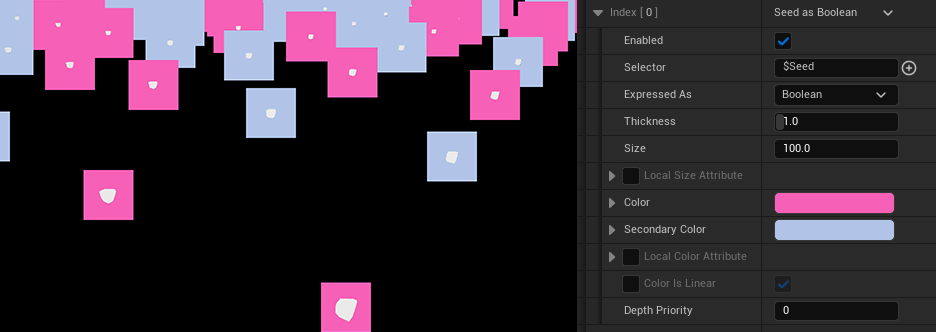 Index [ 0 ] Seed as Boolean
Enabled
Selector $Seed
Expressed As Boolean
Thickness 1.0
Size 100.0
Local Size Attribute
Color
Secondary Color
Local Color Attribute
Color Is Linear
Depth Priority 0